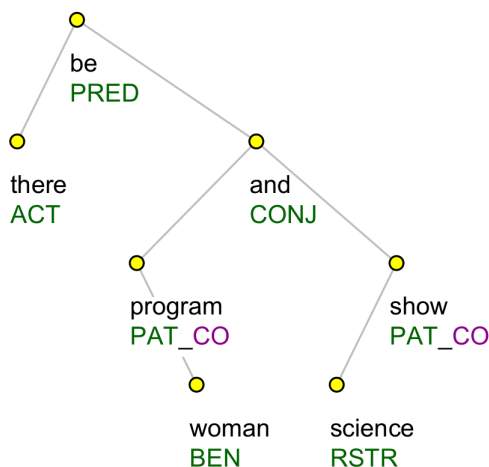 be
PRED
there
ACT
and
CONJ
program
PAT_CO
show
PAT_CO
woman
BEN
science
RSTR